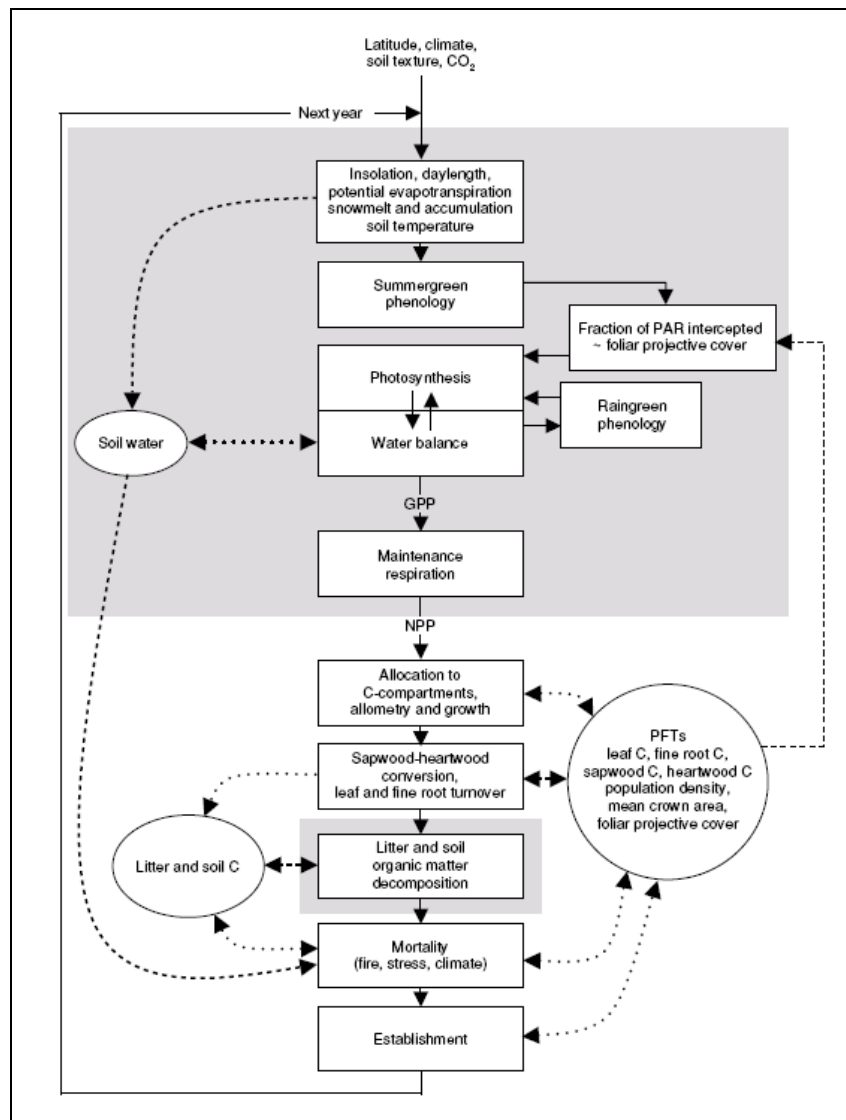 Latitude, climate,
soil texture, CO₂
Next year
Insolation, daylength,
potential evapotranspiration
snowmelt and accumulation
soil temperature
Summergreen
phenology
Fraction of PAR intercepted
~ foliar projective cover
Photosynthesis
Raingreen
phenology
Soil water
Water balance
GPP
Maintenance
respiration
NPP
Allocation to
C-compartments,
allometry and growth
PFTs
leaf C, fine root C,
sapwood C, heartwood C
population density,
mean crown area,
foliar projective cover
Sapwood-heartwood
conversion,
leaf and fine root turnover
Litter and soil C
Litter and soil
organic matter
decomposition
Mortality
(fire, stress, climate)
Establishment